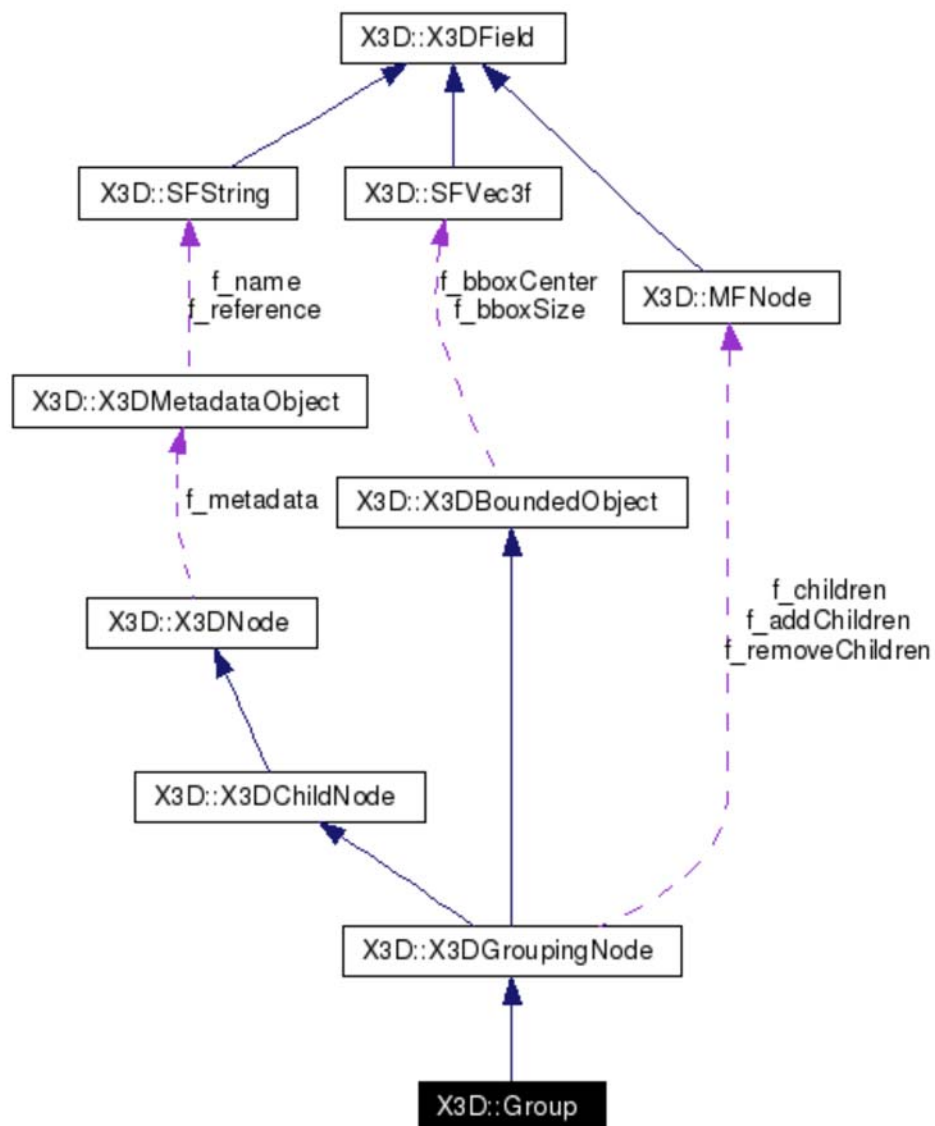 X3D::X3DField
X3D::SFString
X3D::SFVec3f
f_name
f_reference
f_bboxCenter
f_bboxSize
X3D::MFNode
X3D::X3DMetadataObject
f_metadata
X3D::X3DBoundedObject
f_children
f_addChildren
f_removeChildren
X3D::X3DNode
X3D::X3DChildNode
X3D::X3DGroupingNode
X3D::Group